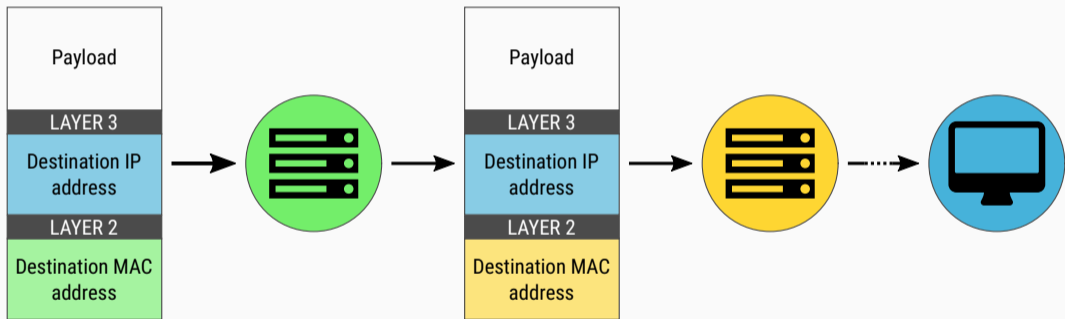 Payload
LAYER 3
Destination IP
address
LAYER 2
Destination MAC
address
Payload
LAYER 3
Destination IP
address
LAYER 2
Destination MAC
address